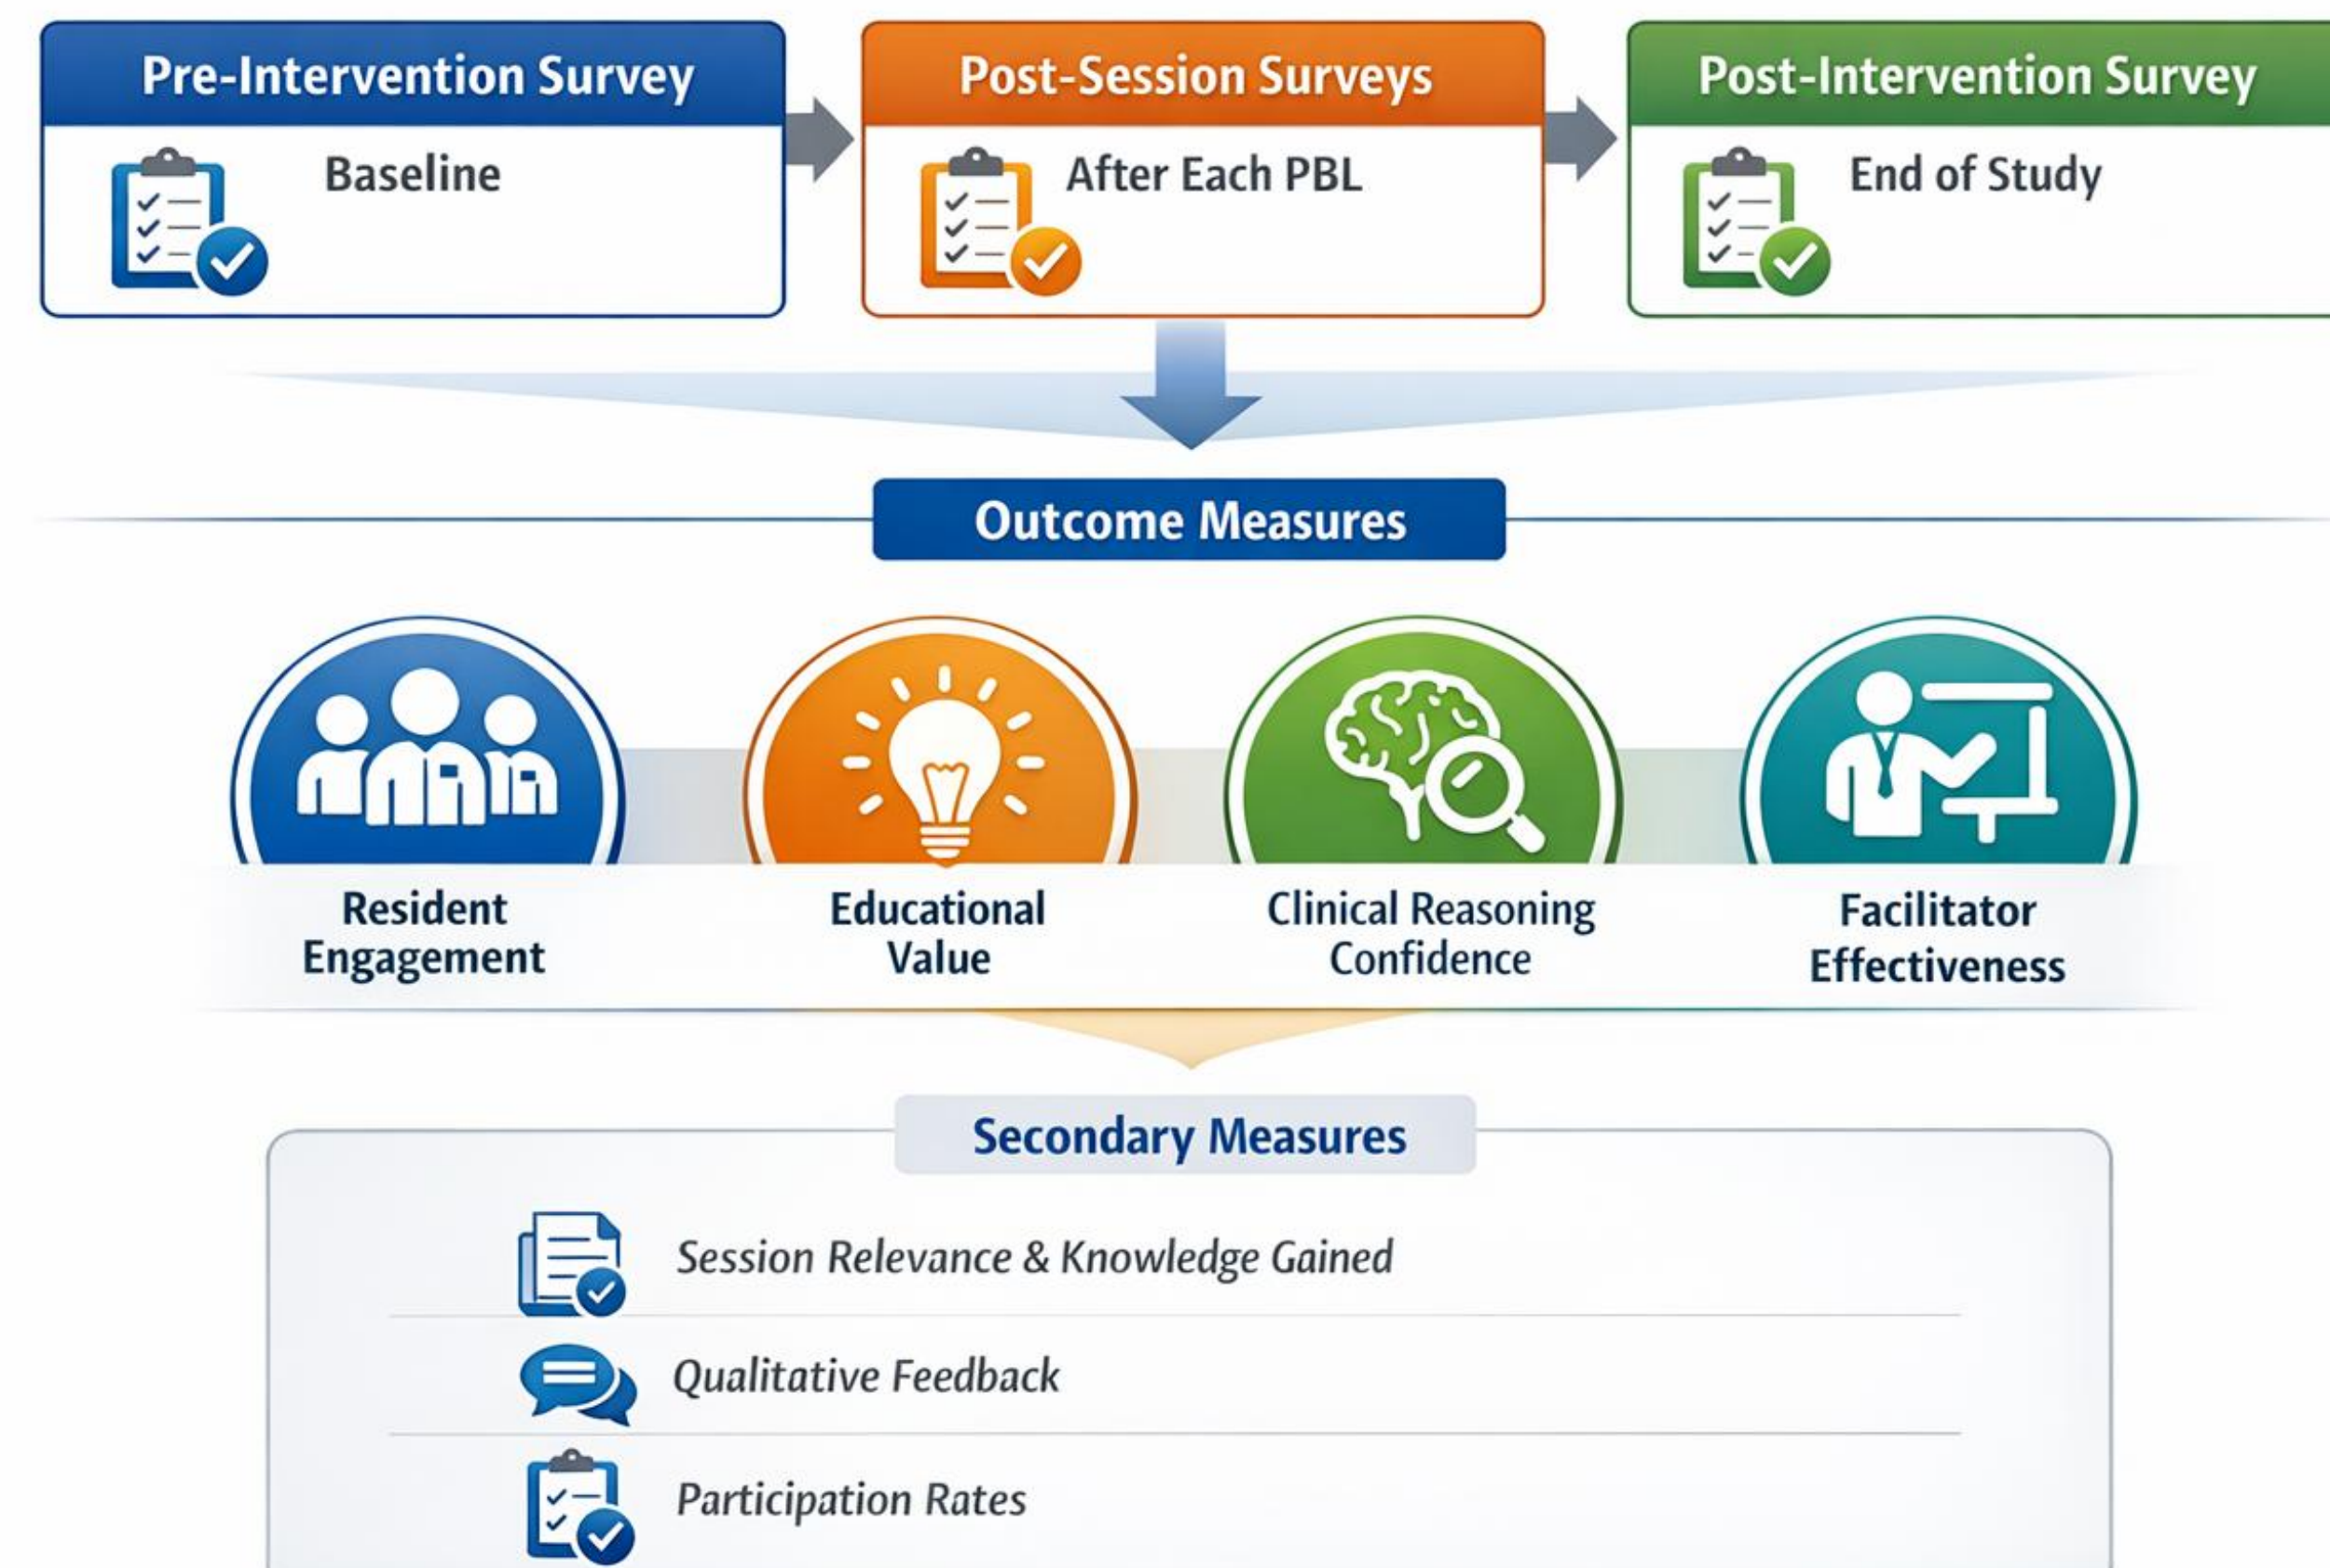 Pre-Intervention Survey
Baseline
Post-Session Surveys
After Each PBL
Post-Intervention Survey
End of Study
Outcome Measures
Resident
Engagement
Educational
Value
Clinical Reasoning
Confidence
Facilitator
Effectiveness
Secondary Measures
Session Relevance & Knowledge Gained
Qualitative Feedback
Participation Rates